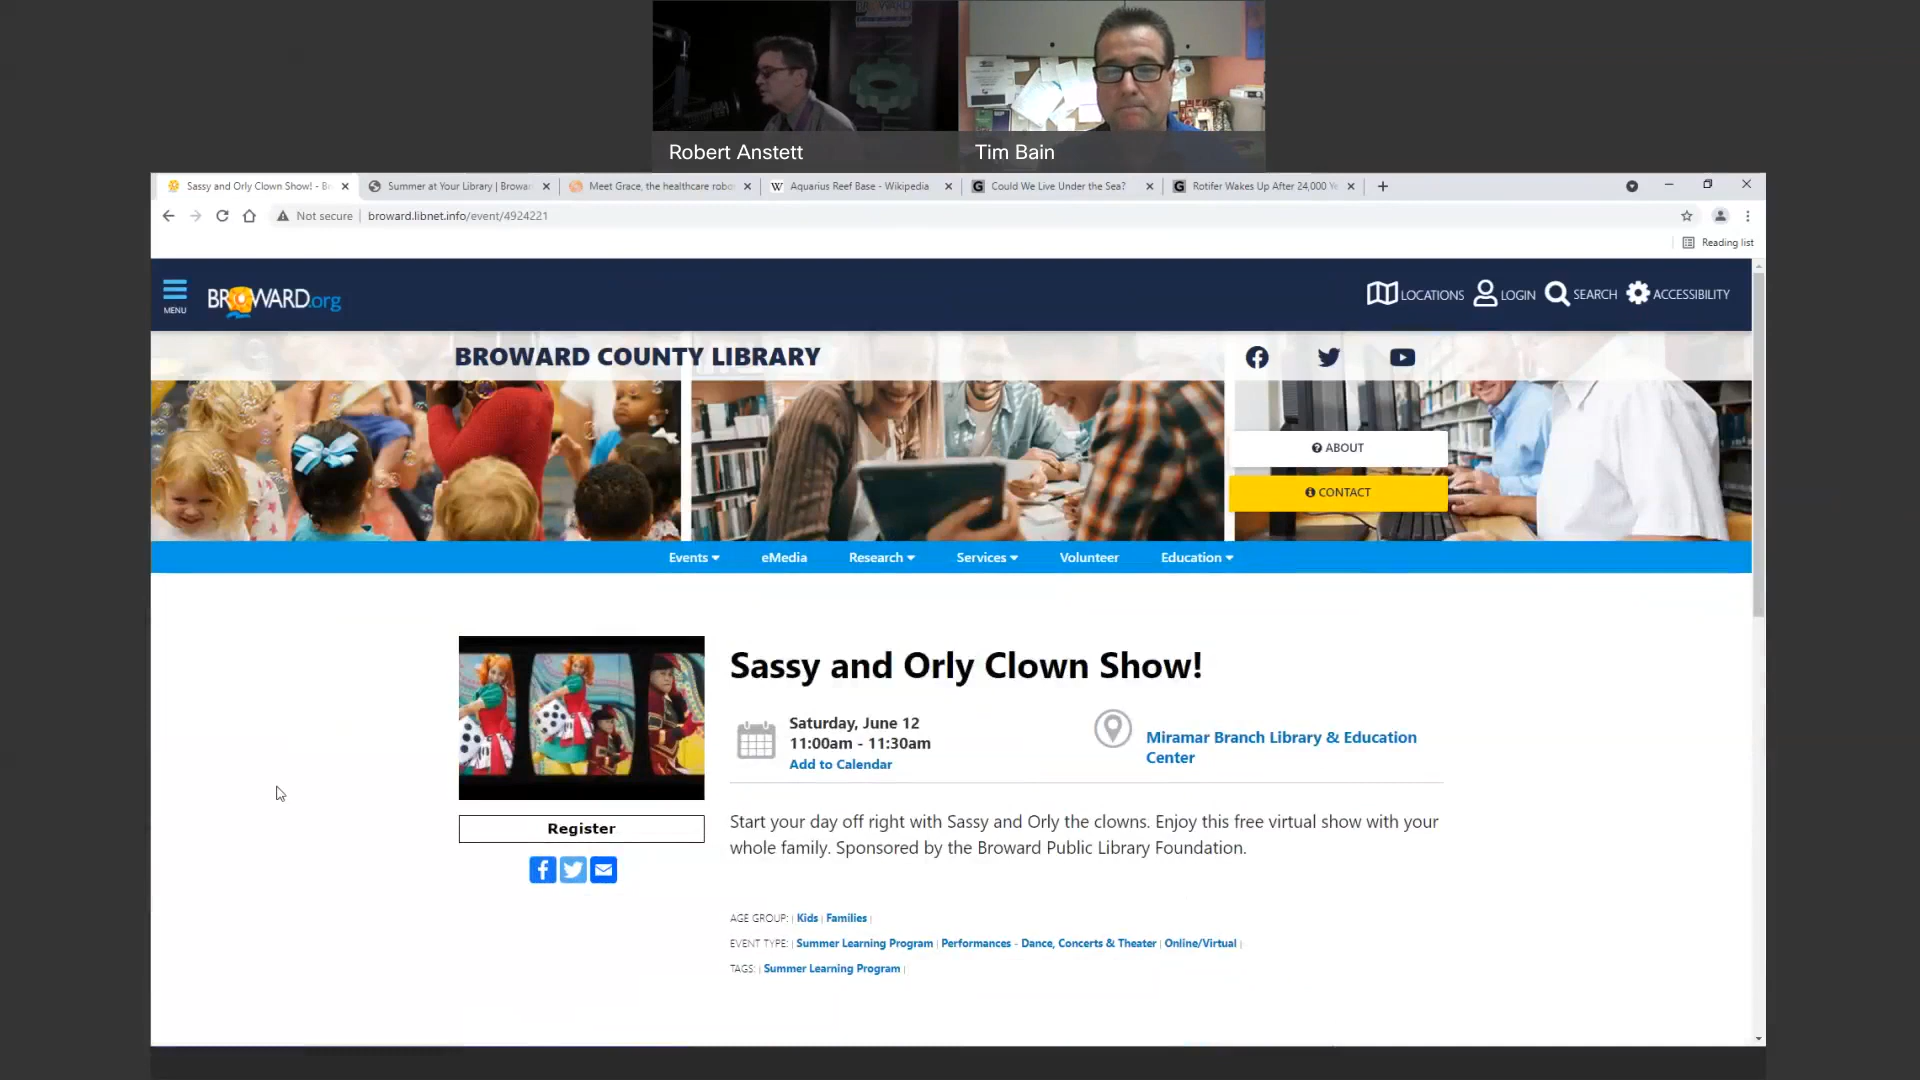 BROWARD
Robert Anstett
Tim Bain
Sassy and Orly Clown Show! - Br
Summer at Your Library | Browar
Meet Grace, the healthcare robo
W Aquarius Reef Base - Wikipedia
G Could We Live Under the Sea?
G Rotifer Wakes Up After 24,000 Ye
Not secure
broward.libnet.info/event/4924221
Reading list
MENU
BROWARD.org
LOCATIONS
LOGIN
SEARCH
ACCESSIBILITY
BROWARD COUNTY LIBRARY
ABOUT
CONTACT
Events
eMedia
Research
Services
Volunteer
Education
Sassy and Orly Clown Show!
Saturday, June 12
11:00am - 11:30am
Add to Calendar
Miramar Branch Library & Education
Center
Register
Start your day off right with Sassy and Orly the clowns. Enjoy this free virtual show with your
whole family. Sponsored by the Broward Public Library Foundation.
AGE GROUP: | Kids | Families |
EVENT TYPE: | Summer Learning Program | Performances - Dance, Concerts & Theater | Online/Virtual |
TAGS: | Summer Learning Program |